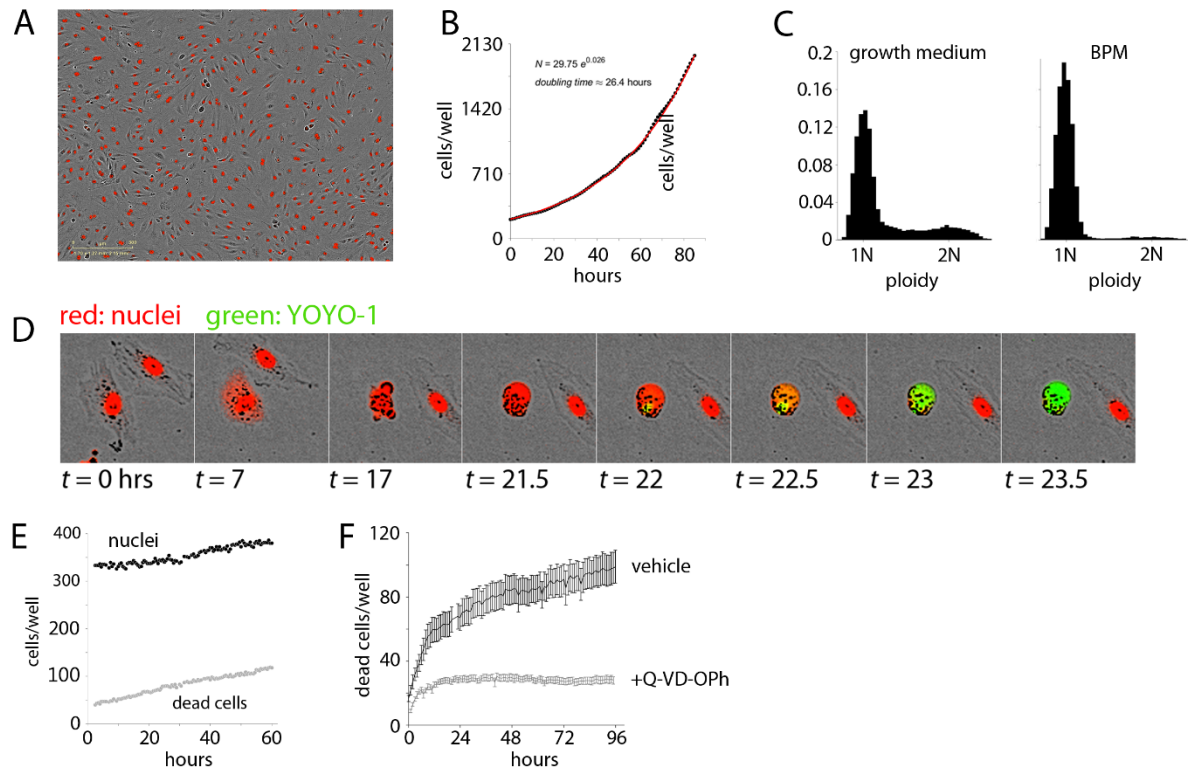 A
B
cells/well
2130
1420
710
0
N = 29.75 e0.026
doubling time ≈ 26.4 hours
cells/well
0 20 40 60 80
hours
C
growth medium
BPM
0.2
0.16
0.12
0.08
0.04
0
1N 2N
ploidy
1N 2N
ploidy
red: nuclei green: YOYO-1
D
t = 0 hrs t = 7 t = 17 t = 21.5 t = 22 t = 22.5 t = 23 t = 23.5
E
cells/well
400
300
350
200
150
100
50
0
nuclei
dead cells
0 20 40 60
hours
F
dead cells/well
120
80
40
0
vehicle
+Q-VD-OPh
0 24 48 72 96
hours